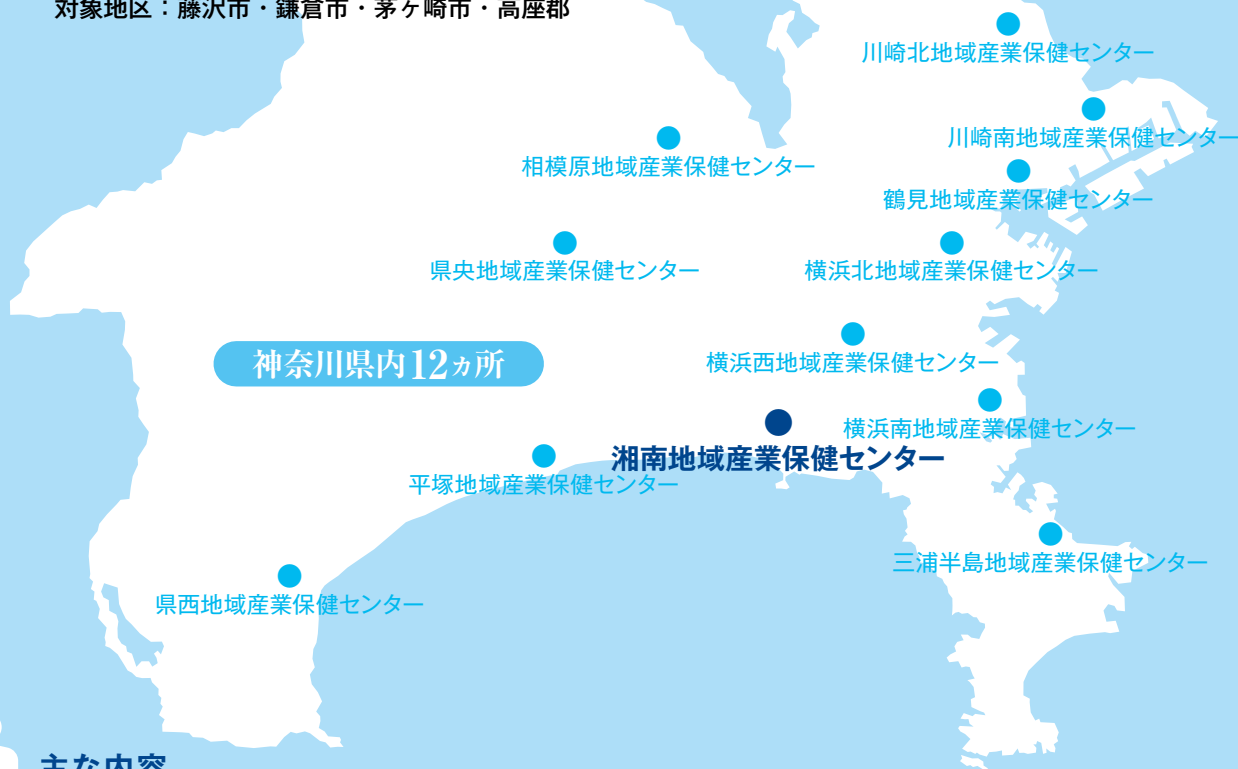 対象地区：藤沢市・鎌倉市・茅ヶ崎市・高座郡
川崎北地域産業保健センター
川崎南地域産業保健センター
相模原地域産業保健センター
鶴見地域産業保健センター
県央地域産業保健センター
横浜北地域産業保健センター
神奈川県内12ヵ所
横浜西地域産業保健センター
横浜南地域産業保健センター
湘南地域産業保健センター
平塚地域産業保健センター
三浦半島地域産業保健センター
県西地域産業保健センター
主な内容